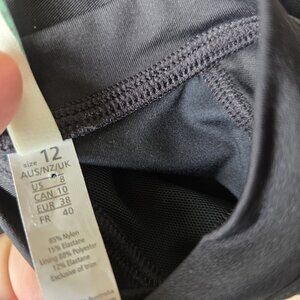 size 12
AUS/NZ/UK
US 8
CAN 10
EUR 38
FR 40
85% Nylon
15% Elastane
Lining 88% Polyester
12% Elastane
Exclusive of trim